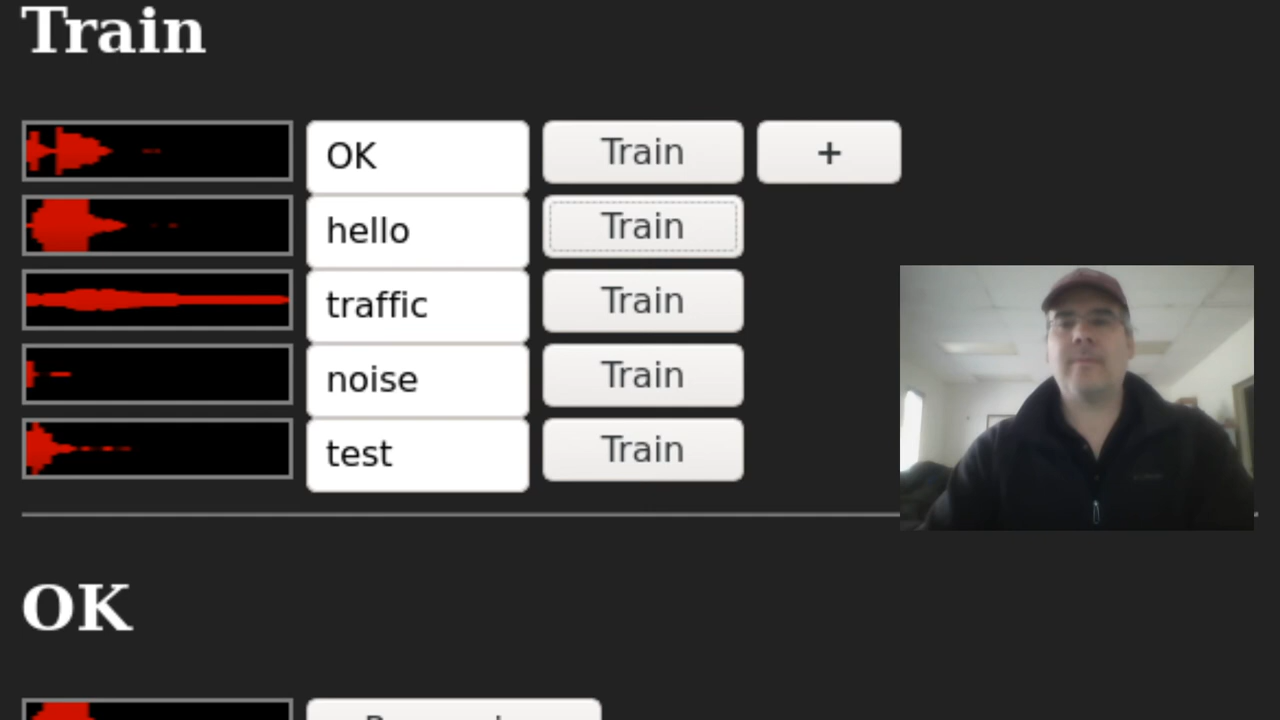 Train
OK Train +
hello Train
traffic Train
noise Train
test Train
OK